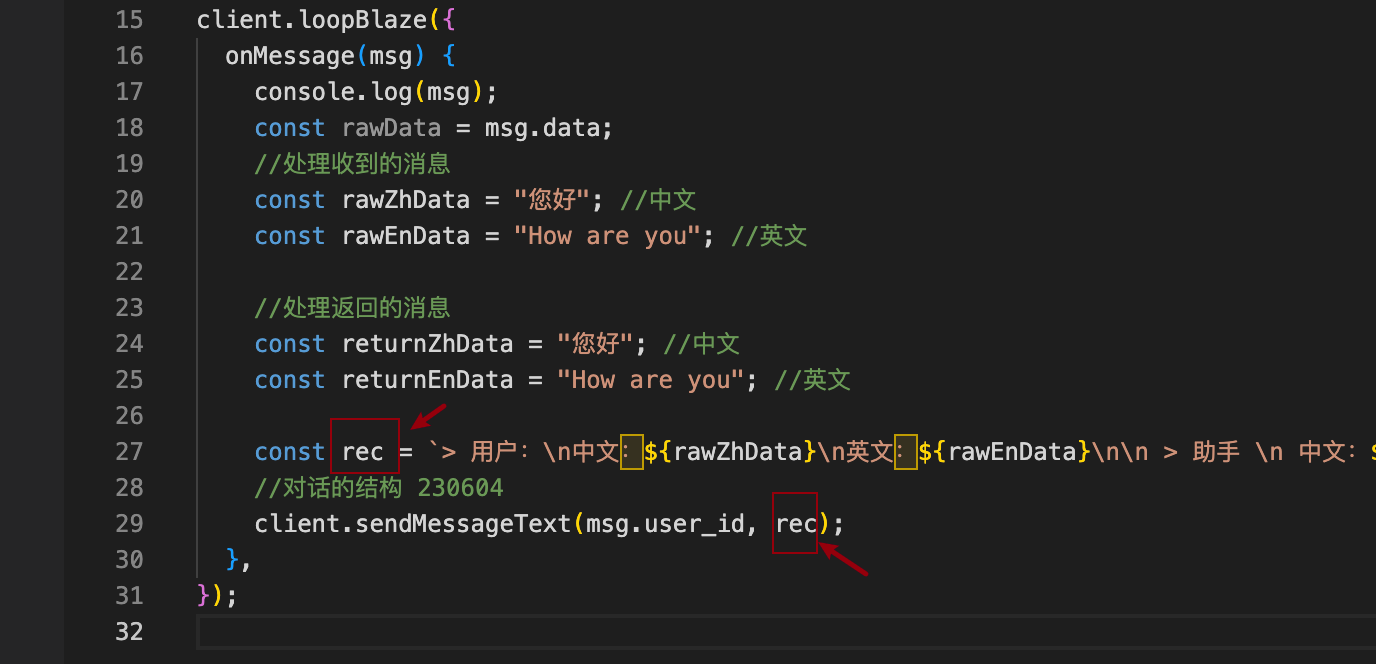 15 client.loopBlaze({
16 onMessage(msg) {
17 console.log(msg);
18 const rawData = msg.data;
19 //处理收到的消息
20 const rawZhData = "您好"; //中文
21 const rawEnData = "How are you"; //英文
22
23 //处理返回的消息
24 const returnZhData = "您好"; //中文
25 const returnEnData = "How are you"; //英文
26
27 const rec = `> 用户：\n中文：${rawZhData}\n英文：${rawEnData}\n\n > 助手 \n 中文：$
28 //对话的结构 230604
29 client.sendMessageText(msg.user_id, rec);
30 },
31 });
32